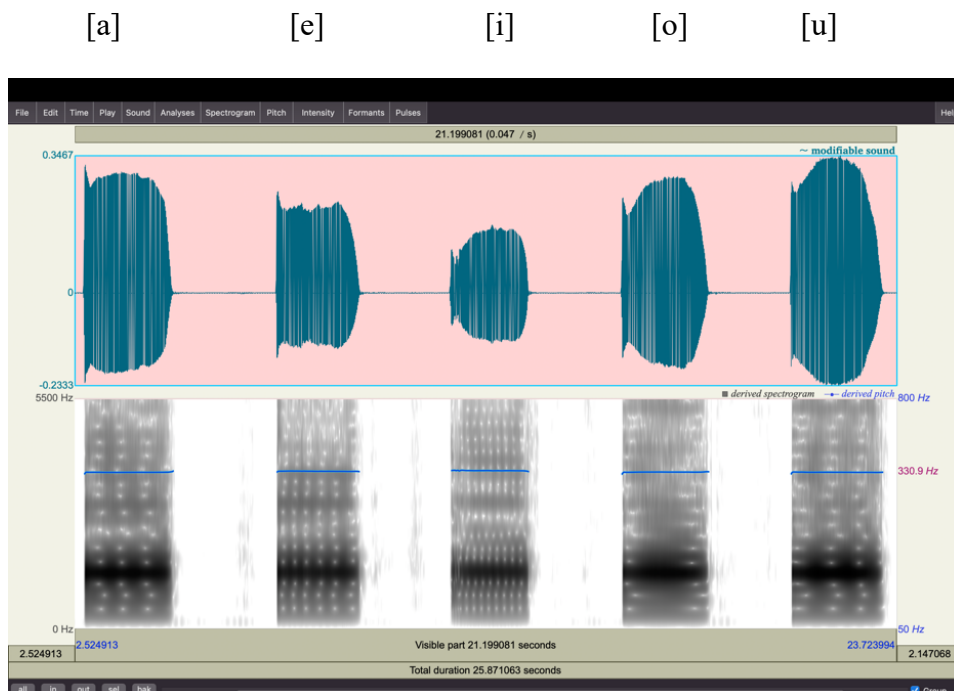 [a] [e] [i] [o] [u]
File Edit Time Play Sound Analyses Spectrogram Pitch Intensity Formants Pulses Hel
21.199081 (0.047 / s)
0.3467 ~ modifiable sound
0
-0.2333
5500 Hz ■ derived spectrogram derived pitch 800 Hz
330.9 Hz
0 Hz 50 Hz
2.524913 Visible part 21.199081 seconds 23.723994
2.524913 2.147068
Total duration 25.871063 seconds
all in out sel bak Group